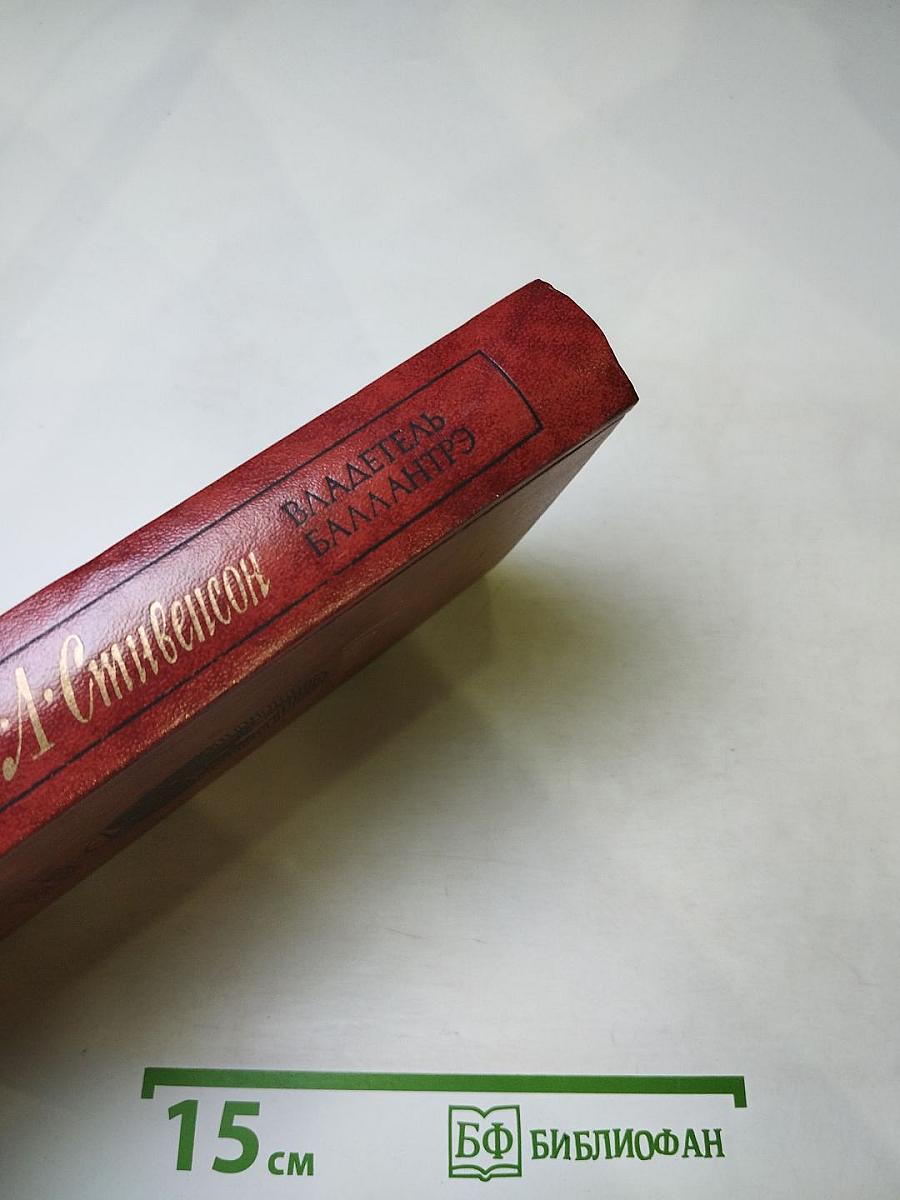 ·Л·Стивенсон
ВЛАДЕТЕЛЬ
БАЛЛАНТРЭ
15 см
БФ БИБЛИОФАН